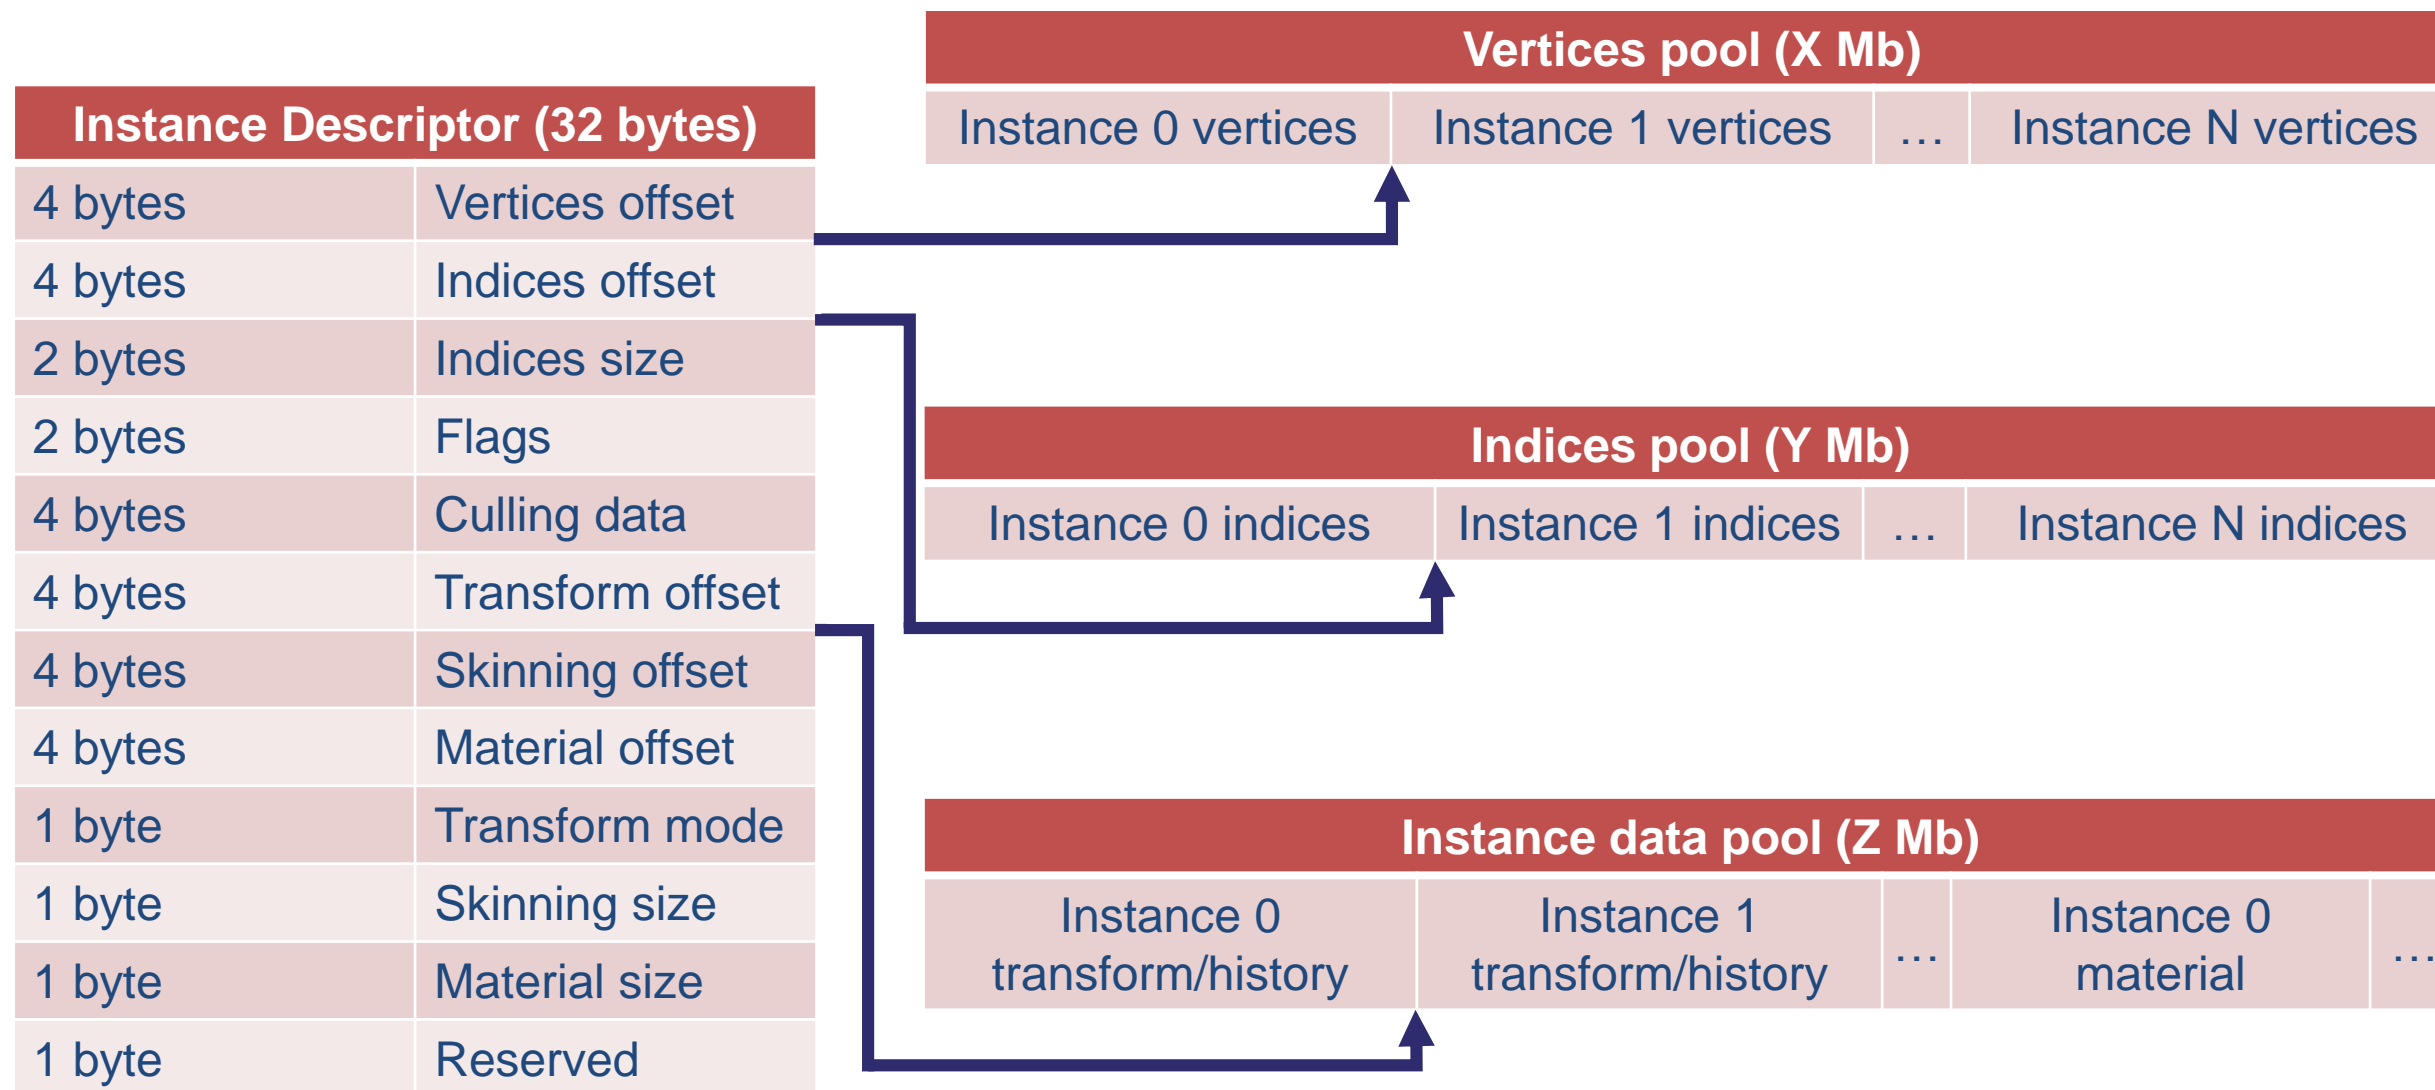 Instance Descriptor (32 bytes)
4 bytes Vertices offset
4 bytes Indices offset
2 bytes Indices size
2 bytes Flags
4 bytes Culling data
4 bytes Transform offset
4 bytes Skinning offset
4 bytes Material offset
1 byte Transform mode
1 byte Skinning size
1 byte Material size
1 byte Reserved
Vertices pool (X Mb)
Instance 0 vertices Instance 1 vertices … Instance N vertices
Indices pool (Y Mb)
Instance 0 indices Instance 1 indices … Instance N indices
Instance data pool (Z Mb)
Instance 0
transform/history
Instance 1
transform/history
…
Instance 0
material
…